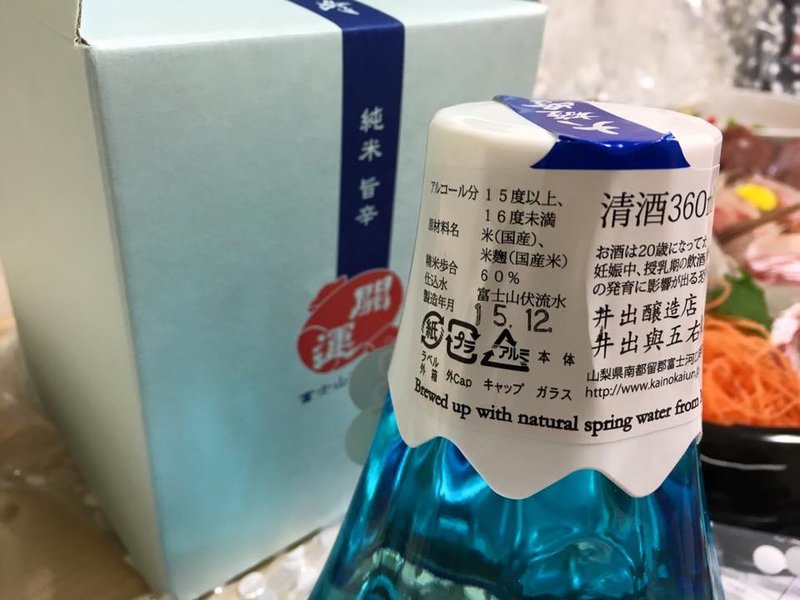 純米 旨辛
開運
富士山
アルコール分 15度以上、
16度未満
原材料名 米(国産)、
米麹(国産米)
精米歩合 60%
仕込水 富士山伏流水
製造年月 15.12.
紙 プラ アルミ 本体
ラベル 外Cap キャップ ガラス
外箱
清酒360m
お酒は20歳になってか
妊娠中、授乳期の飲酒
の発育に影響が出る
井出醸造店
井出與五右
山梨県南都留郡富士河口
http://www.kainokaiun.j
Brewed up with natural spring water from